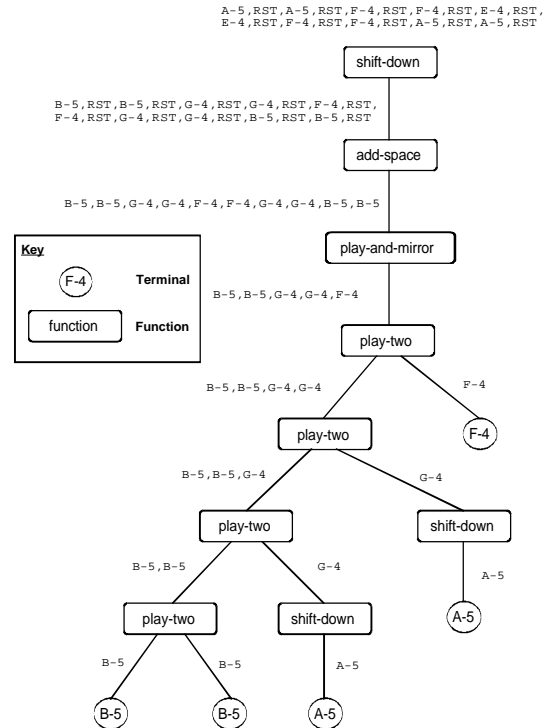 A-5,RST,A-5,RST,F-4,RST,F-4,RST,E-4,RST,
E-4,RST,F-4,RST,F-4,RST,A-5,RST,A-5,RST
shift-down
B-5,RST,B-5,RST,G-4,RST,G-4,RST,F-4,RST,
F-4,RST,G-4,RST,G-4,RST,B-5,RST,B-5,RST
add-space
B-5,B-5,G-4,G-4,F-4,F-4,G-4,G-4,B-5,B-5
play-and-mirror
Key
F-4 Terminal
function Function
B-5,B-5,G-4,G-4,F-4
play-two
B-5,B-5,G-4,G-4
F-4
play-two
F-4
B-5,B-5,G-4
G-4
play-two
shift-down
B-5,B-5
G-4
A-5
play-two
shift-down
A-5
B-5
B-5
A-5
B-5
B-5
A-5